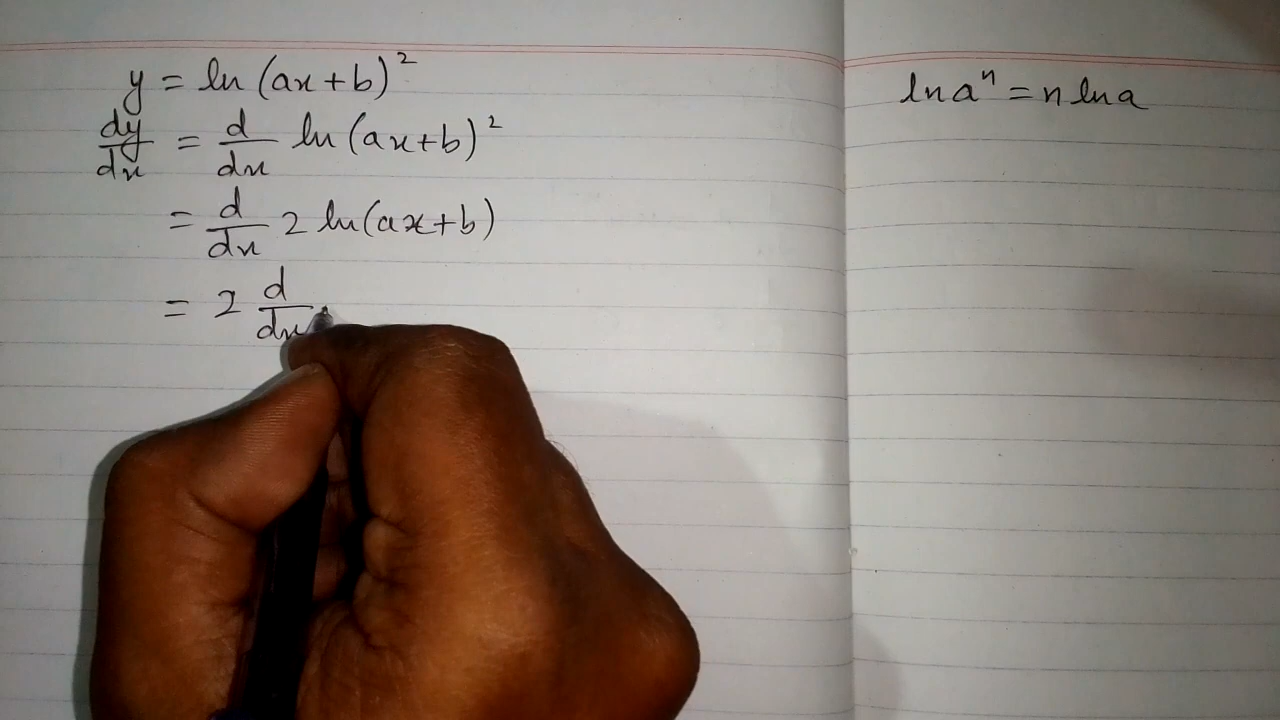 y = ln (ax+b)²
dy/dx = d/dx ln (ax+b)²
= d/dx 2 ln(ax+b)
= 2 d/dx
ln aⁿ = n ln a